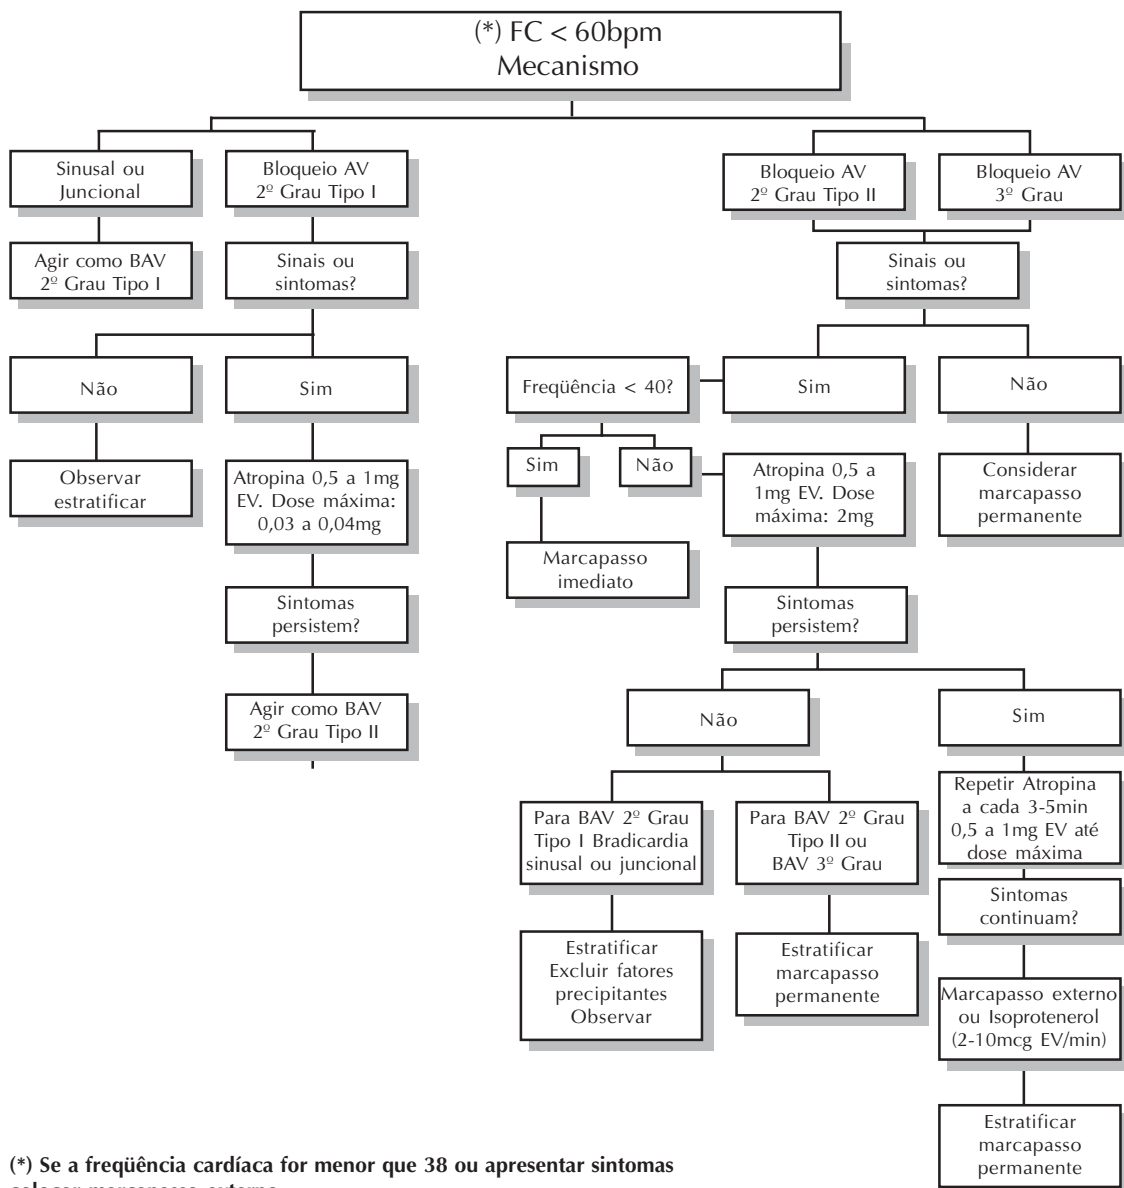 (*) FC < 60bpm
Mecanismo
Sinusal ou
Juncional
Bloqueio AV
2º Grau Tipo I
Bloqueio AV
2º Grau Tipo II
Bloqueio AV
3º Grau
Agir como BAV
2º Grau Tipo I
Sinais ou
sintomas?
Sinais ou
sintomas?
Não
Sim
Freqüência < 40?
Sim
Não
Observar
estratificar
Atropina 0,5 a 1mg
EV. Dose máxima:
0,03 a 0,04mg
Sim
Não
Atropina 0,5 a
1mg EV. Dose
máxima: 2mg
Considerar
marcapasso
permanente
Marcapasso
imediato
Sintomas
persistem?
Sintomas
persistem?
Agir como BAV
2º Grau Tipo II
Não
Sim
Para BAV 2º Grau
Tipo I Bradicardia
sinusal ou juncional
Para BAV 2º Grau
Tipo II ou
BAV 3º Grau
Repetir Atropina
a cada 3-5min
0,5 a 1mg EV até
dose máxima
Sintomas
continuam?
Estratificar
Excluir fatores
precipitantes
Observar
Estratificar
marcapasso
permanente
Marcapasso externo
ou Isoprotenerol
(2-10mcg EV/min)
Estratificar
marcapasso
permanente
(*) Se a freqüência cardíaca for menor que 38 ou apresentar sintomas
colocar marcapasso externo